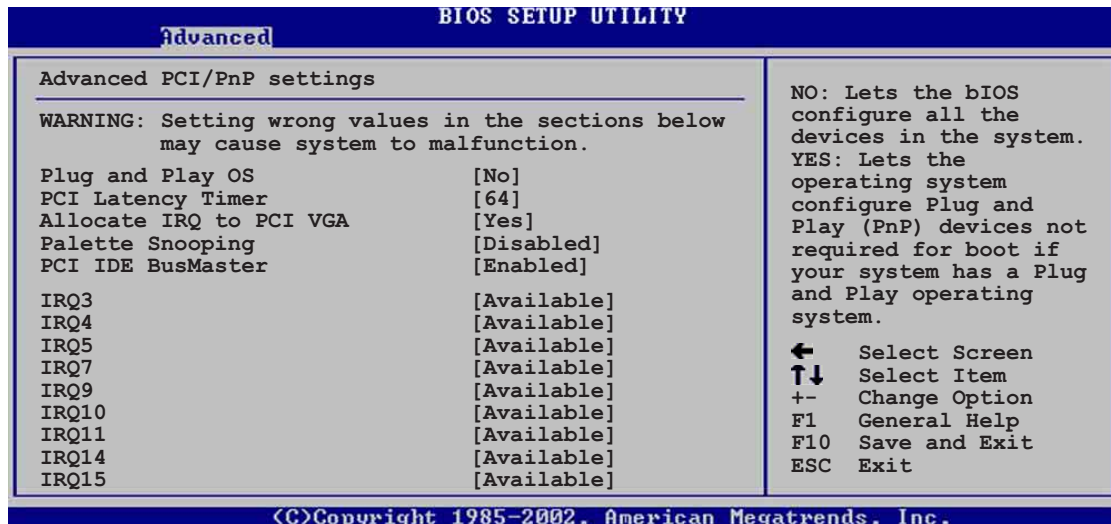 BIOS SETUP UTILITY
Advanced
Advanced PCI/PnP settings
WARNING: Setting wrong values in the sections below
may cause system to malfunction.
Plug and Play OS [No]
PCI Latency Timer [64]
Allocate IRQ to PCI VGA [Yes]
Palette Snooping [Disabled]
PCI IDE BusMaster [Enabled]
IRQ3 [Available]
IRQ4 [Available]
IRQ5 [Available]
IRQ7 [Available]
IRQ9 [Available]
IRQ10 [Available]
IRQ11 [Available]
IRQ14 [Available]
IRQ15 [Available]
NO: Lets the bIOS
configure all the
devices in the system.
YES: Lets the
operating system
configure Plug and
Play (PnP) devices not
required for boot if
your system has a Plug
and Play operating
system.
← Select Screen
↑↓ Select Item
+- Change Option
F1 General Help
F10 Save and Exit
ESC Exit
(C)Copyright 1985-2002, American Megatrends, Inc.